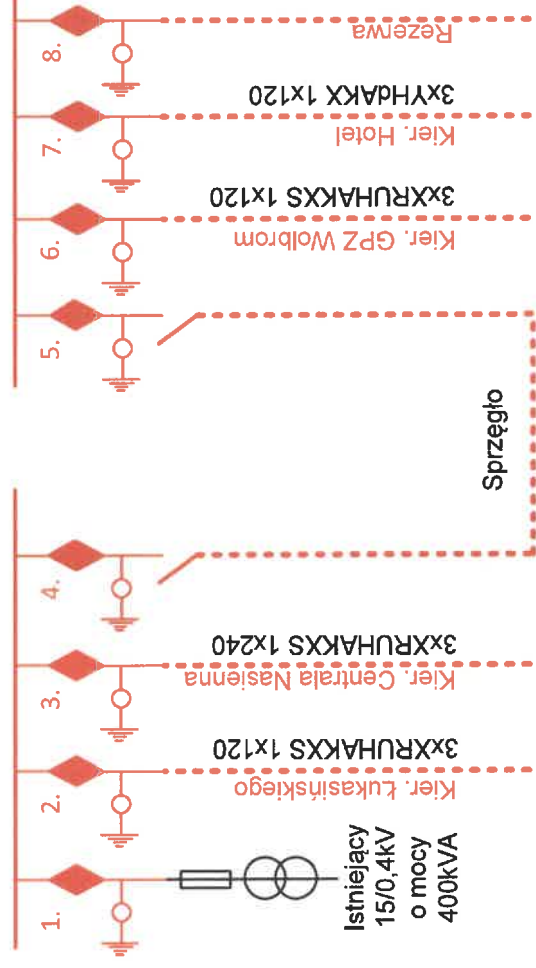 1.
Istniejący
15/0,4kV
o mocy
400kVA
2.
Kier. Łukasińskiego
3xXRUHAKXS 1x120
3.
Kier. Centrala Nasienna
3xXRUHAKXS 1x240
4.
Sprzęgło
5.
6.
Kier. GPZ Wolbrom
3xXRUHAKXS 1x120
7.
Kier. Hotel
3xYHdAKX 1x120
8.
Rezerwa